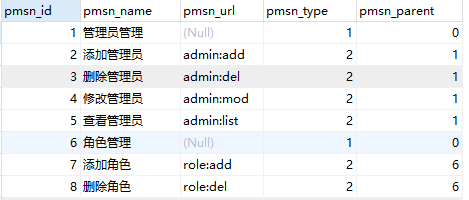 pmsn_id pmsn_name pmsn_url pmsn_type pmsn_parent
1 管理员管理 (Null) 1 0
2 添加管理员 admin:add 2 1
3 删除管理员 admin:del 2 1
4 修改管理员 admin:mod 2 1
5 查看管理员 admin:list 2 1
6 角色管理 (Null) 1 0
7 添加角色 role:add 2 6
8 删除角色 role:del 2 6